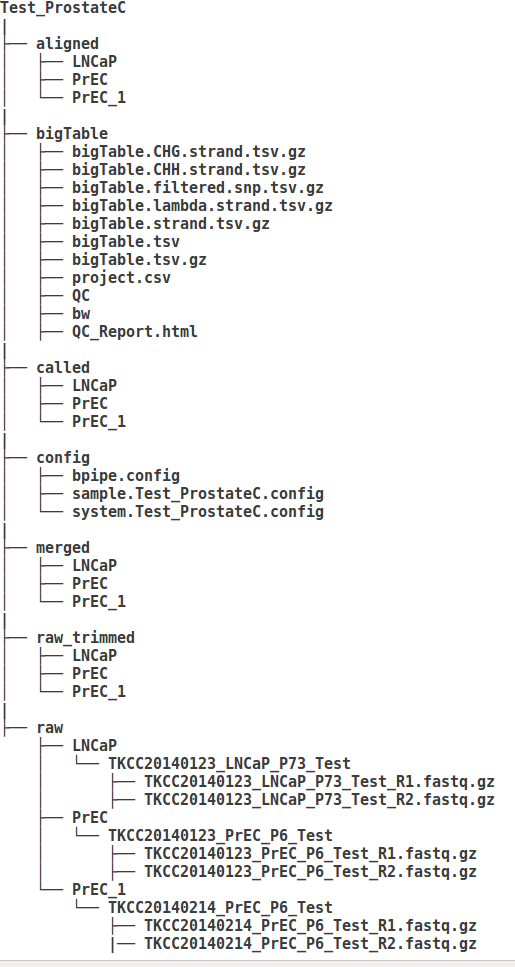 Test_ProstateC
|
├── aligned
│   ├── LNCaP
│   ├── PrEC
│   └── PrEC_1
|
├── bigTable
│   ├── bigTable.CHG.strand.tsv.gz
│   ├── bigTable.CHH.strand.tsv.gz
│   ├── bigTable.filtered.snp.tsv.gz
│   ├── bigTable.lambda.strand.tsv.gz
│   ├── bigTable.strand.tsv.gz
│   ├── bigTable.tsv
│   ├── bigTable.tsv.gz
│   ├── project.csv
│   ├── QC
│   ├── bw
│   ├── QC_Report.html
|
├── called
│   ├── LNCaP
│   ├── PrEC
│   └── PrEC_1
|
├── config
│   ├── bpipe.config
│   ├── sample.Test_ProstateC.config
│   └── system.Test_ProstateC.config
|
├── merged
│   ├── LNCaP
│   ├── PrEC
│   └── PrEC_1
|
├── raw_trimmed
│   ├── LNCaP
│   ├── PrEC
│   └── PrEC_1
|
├── raw
    ├── LNCaP
    │   └── TKCC20140123_LNCaP_P73_Test
    │       ├── TKCC20140123_LNCaP_P73_Test_R1.fastq.gz
    │       ├── TKCC20140123_LNCaP_P73_Test_R2.fastq.gz
    ├── PrEC
    │   └── TKCC20140123_PrEC_P6_Test
    │       ├── TKCC20140123_PrEC_P6_Test_R1.fastq.gz
    │       ├── TKCC20140123_PrEC_P6_Test_R2.fastq.gz
    └── PrEC_1
        └── TKCC20140214_PrEC_P6_Test
            ├── TKCC20140214_PrEC_P6_Test_R1.fastq.gz
            |── TKCC20140214_PrEC_P6_Test_R2.fastq.gz